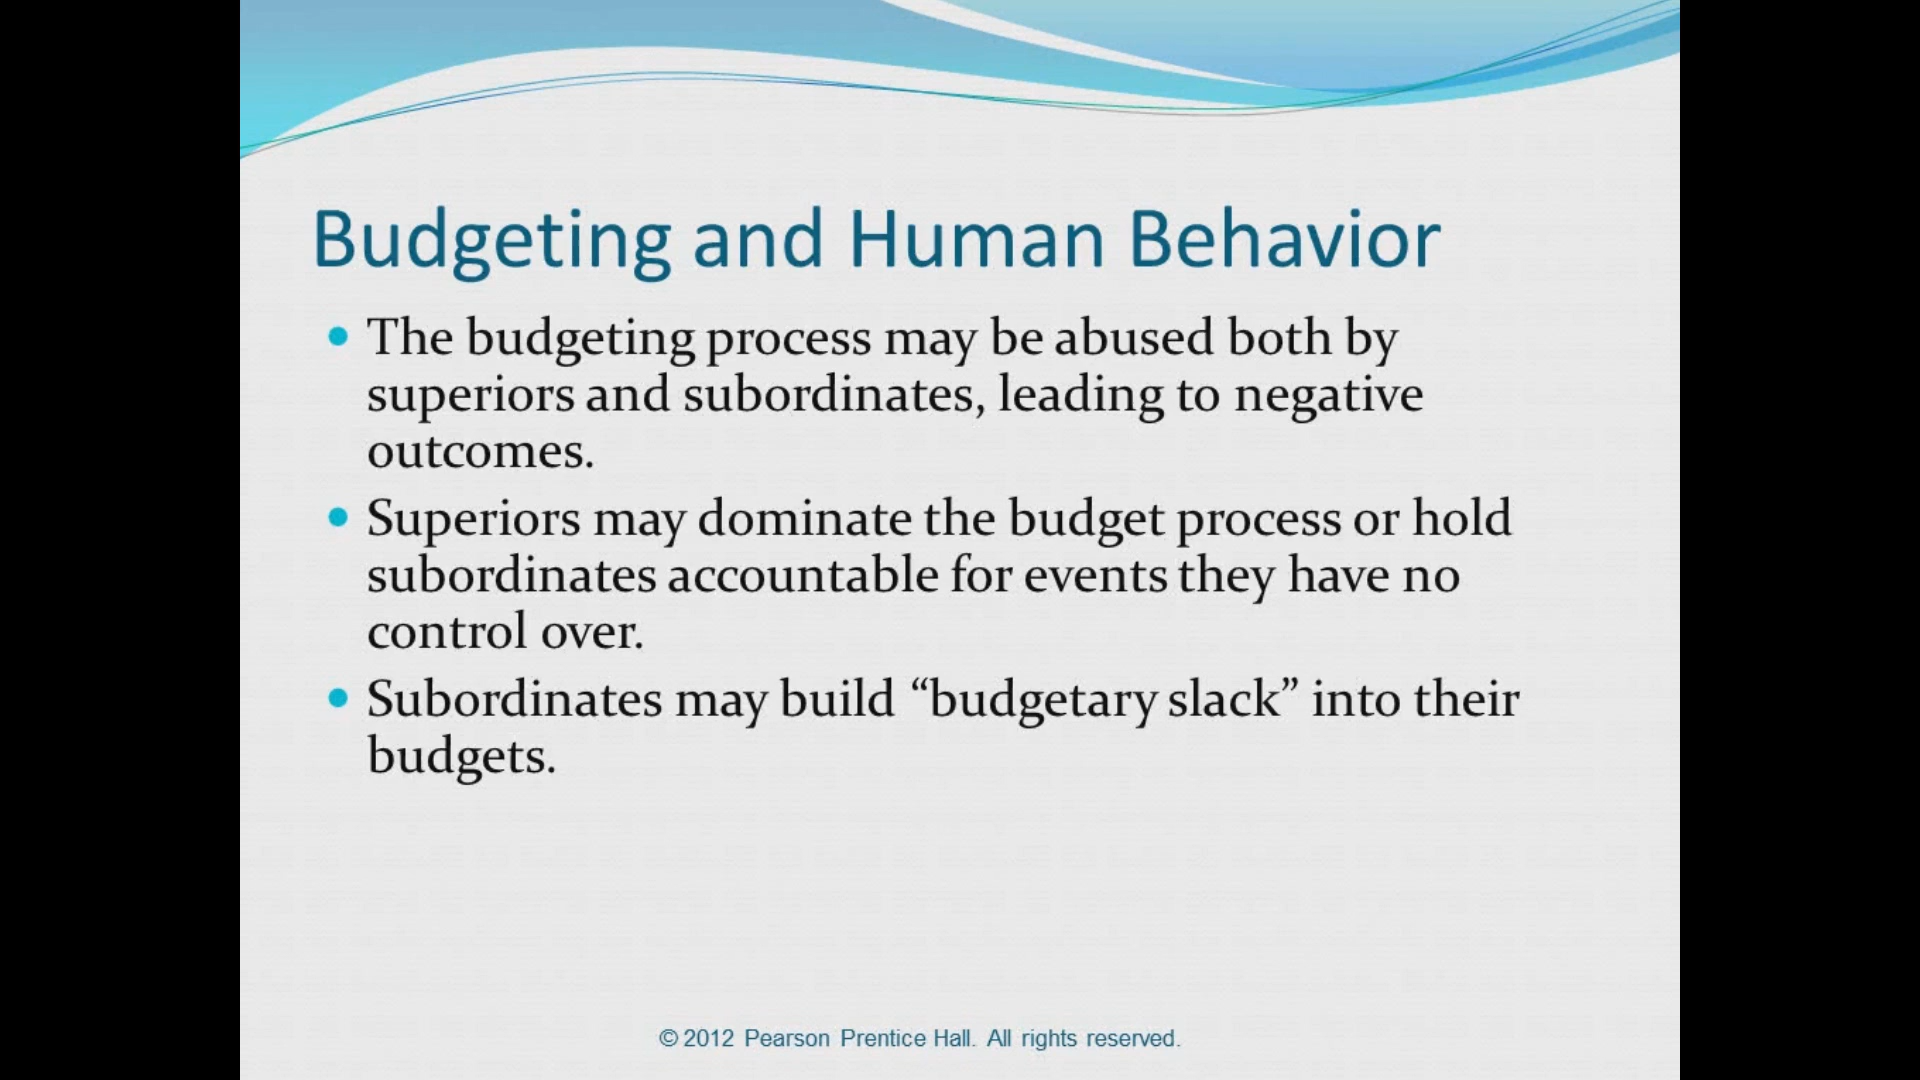 Budgeting and Human Behavior
• The budgeting process may be abused both by
superiors and subordinates, leading to negative
outcomes.
• Superiors may dominate the budget process or hold
subordinates accountable for events they have no
control over.
• Subordinates may build “budgetary slack” into their
budgets.
© 2012 Pearson Prentice Hall. All rights reserved.